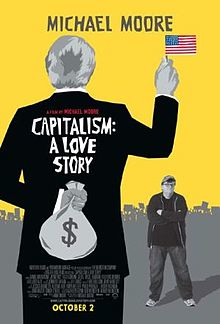 MICHAEL MOORE
A FILM BY MICHAEL MOORE
CAPITALISM:
A LOVE
STORY
$
OCTOBER 2